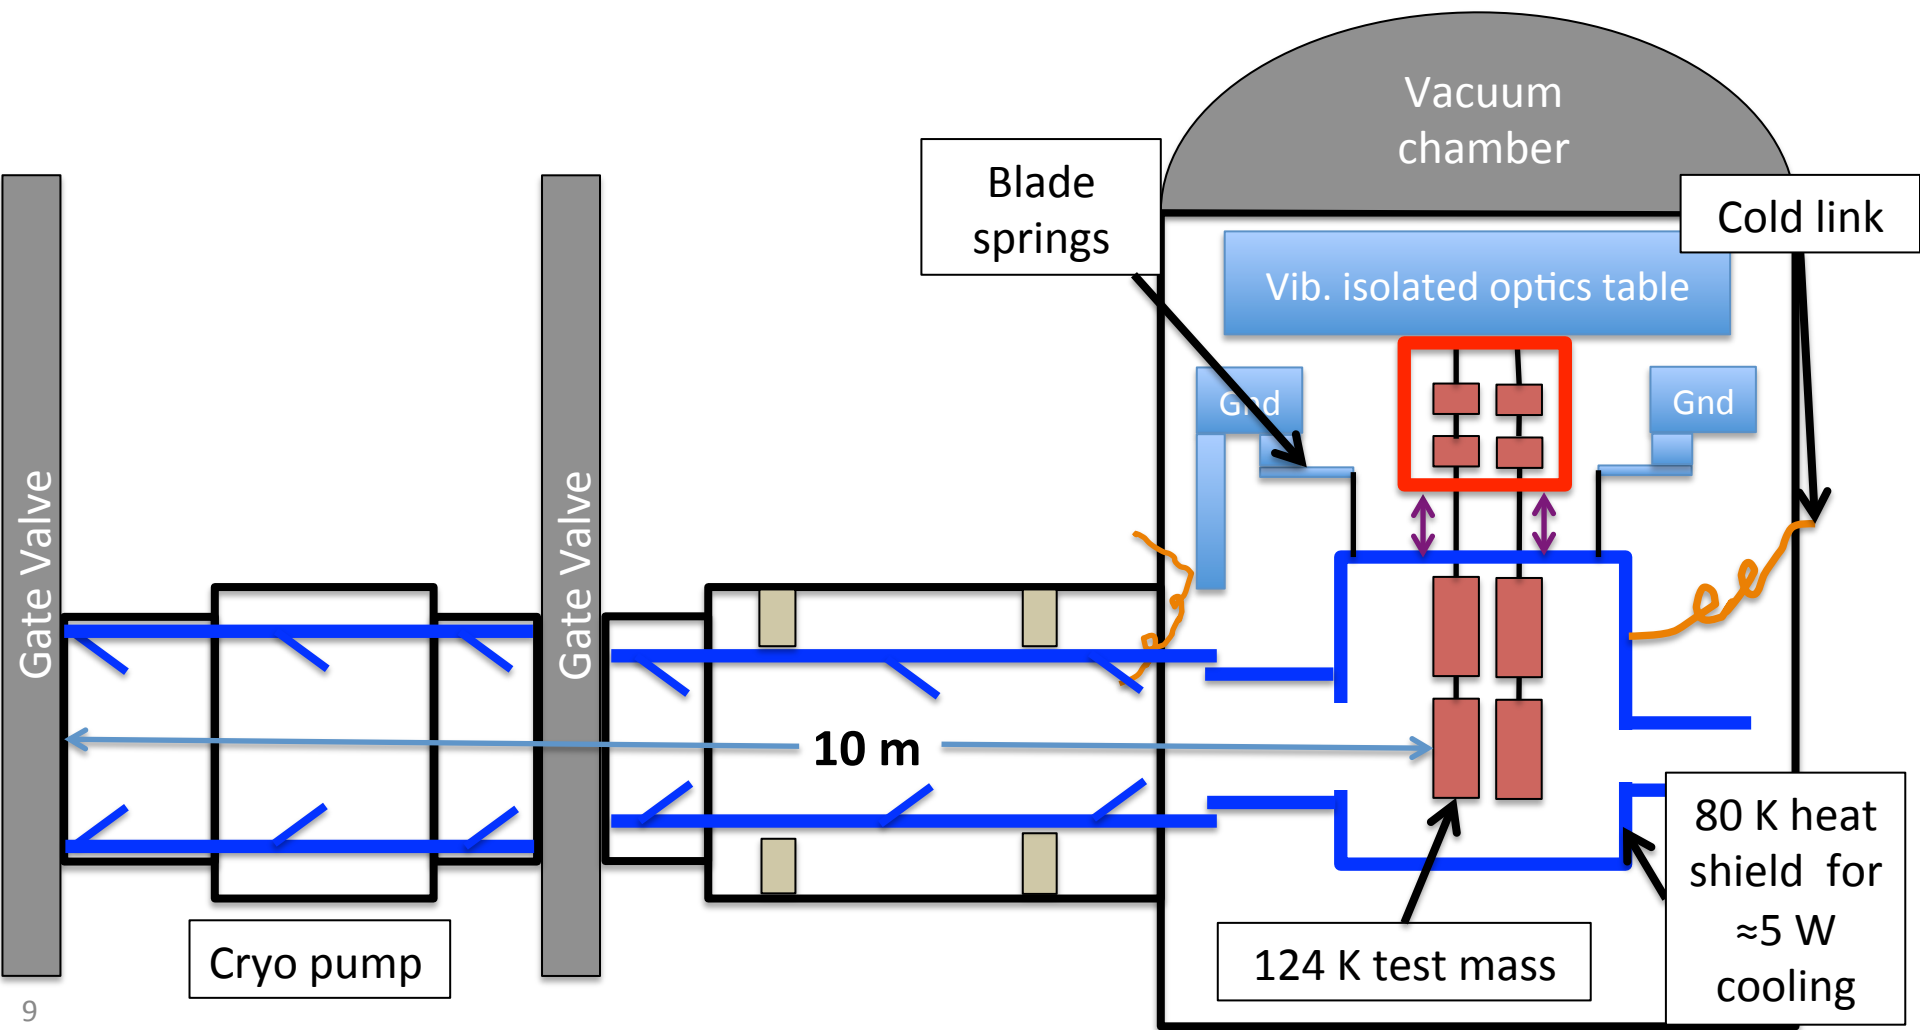 Vacuum
chamber
Blade
springs
Cold link
Vib. isolated optics table
Gnd
Gnd
Gate Valve
Gate Valve
10 m
80 K heat
shield for
≈5 W
cooling
Cryo pump
124 K test mass
9